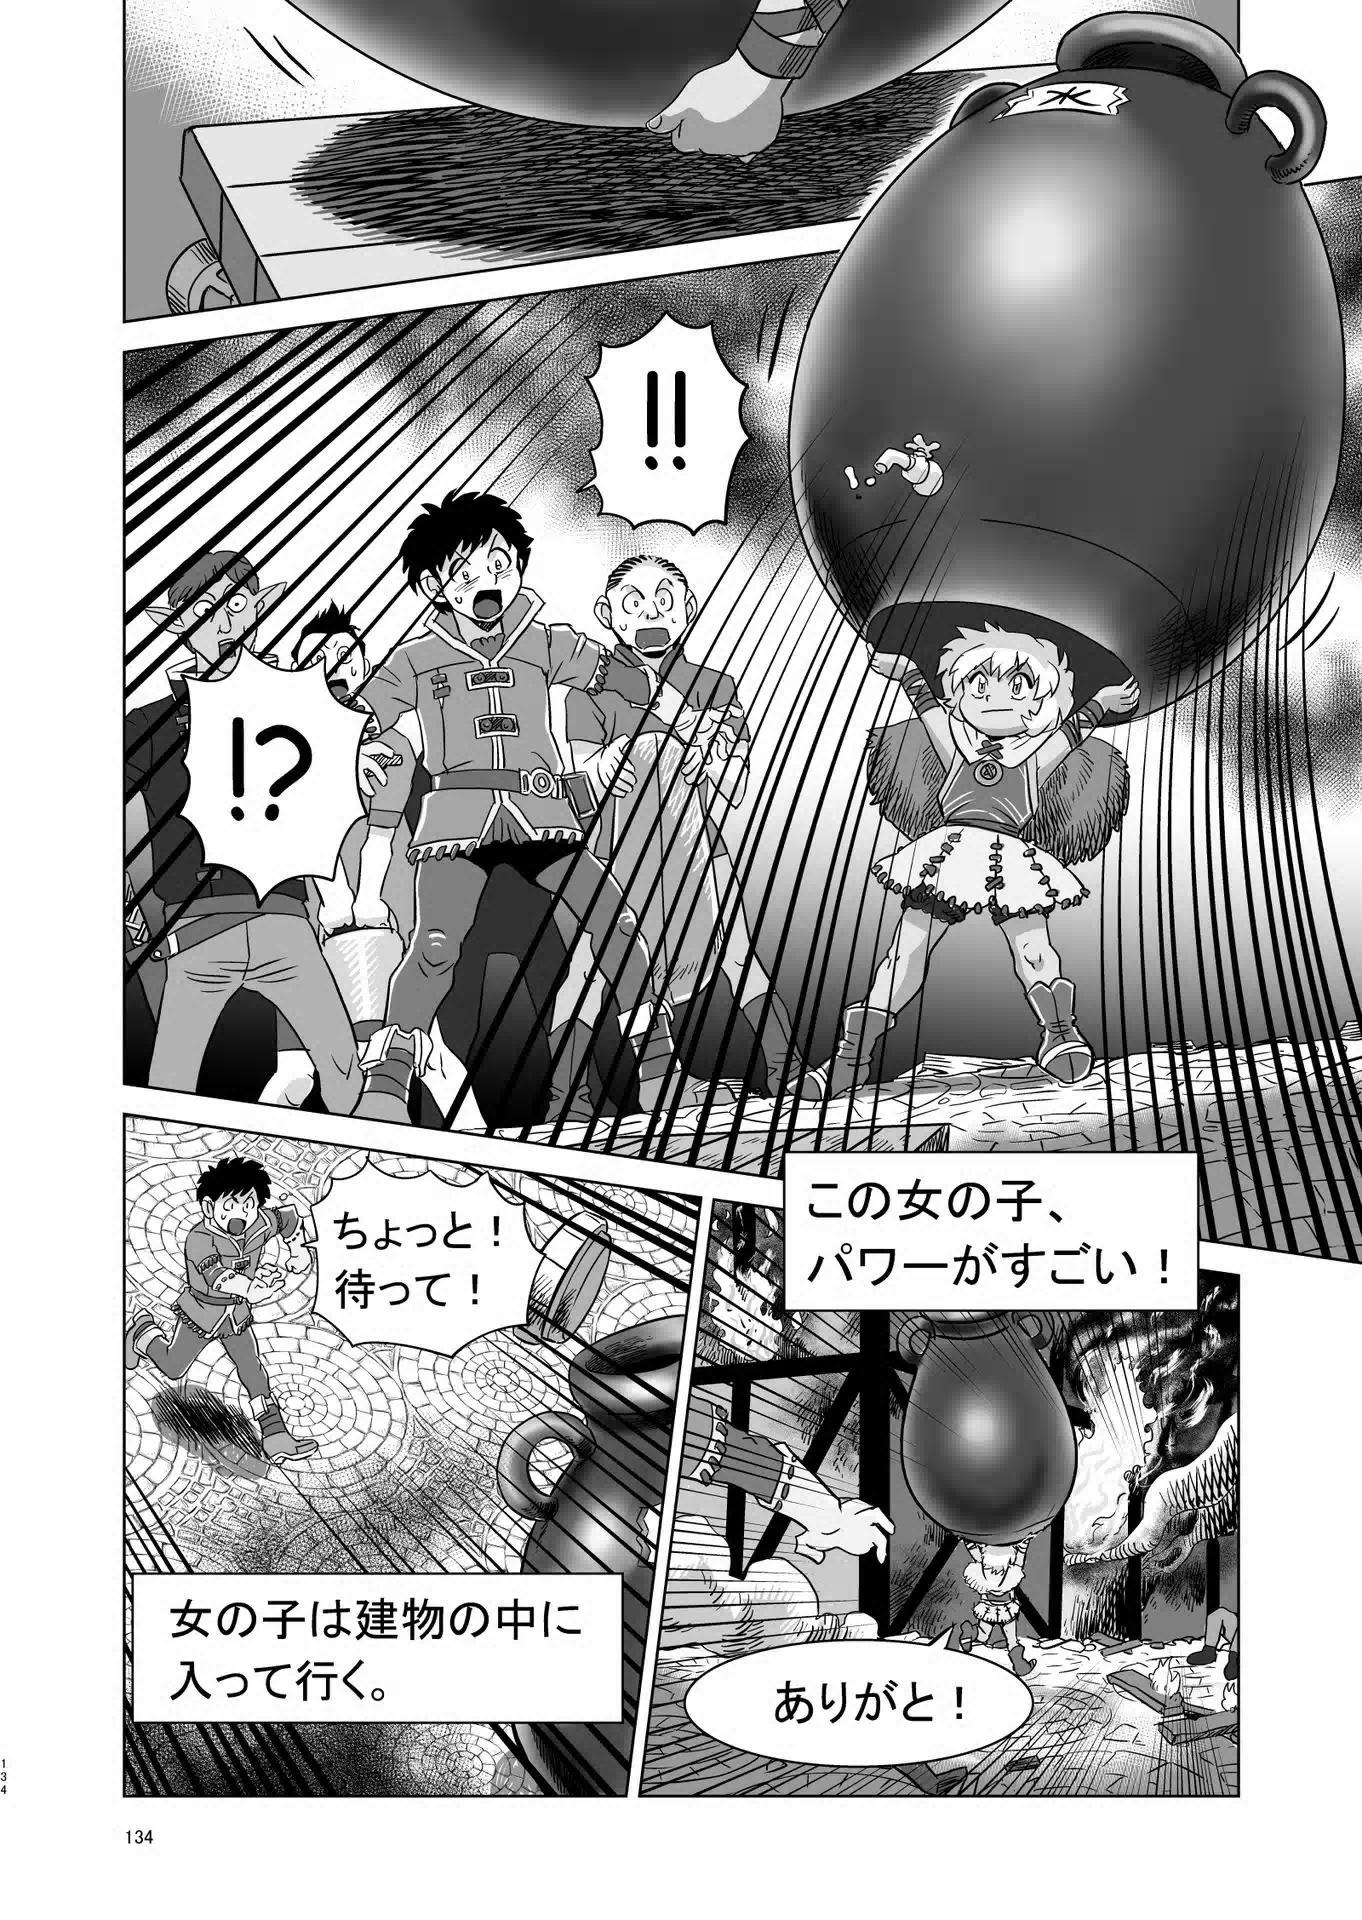 水
!!
!?
この女の子、
パワーがすごい！
ありがと！
ちょっと！
待って！
女の子は建物の中に
入って行く。
134
134